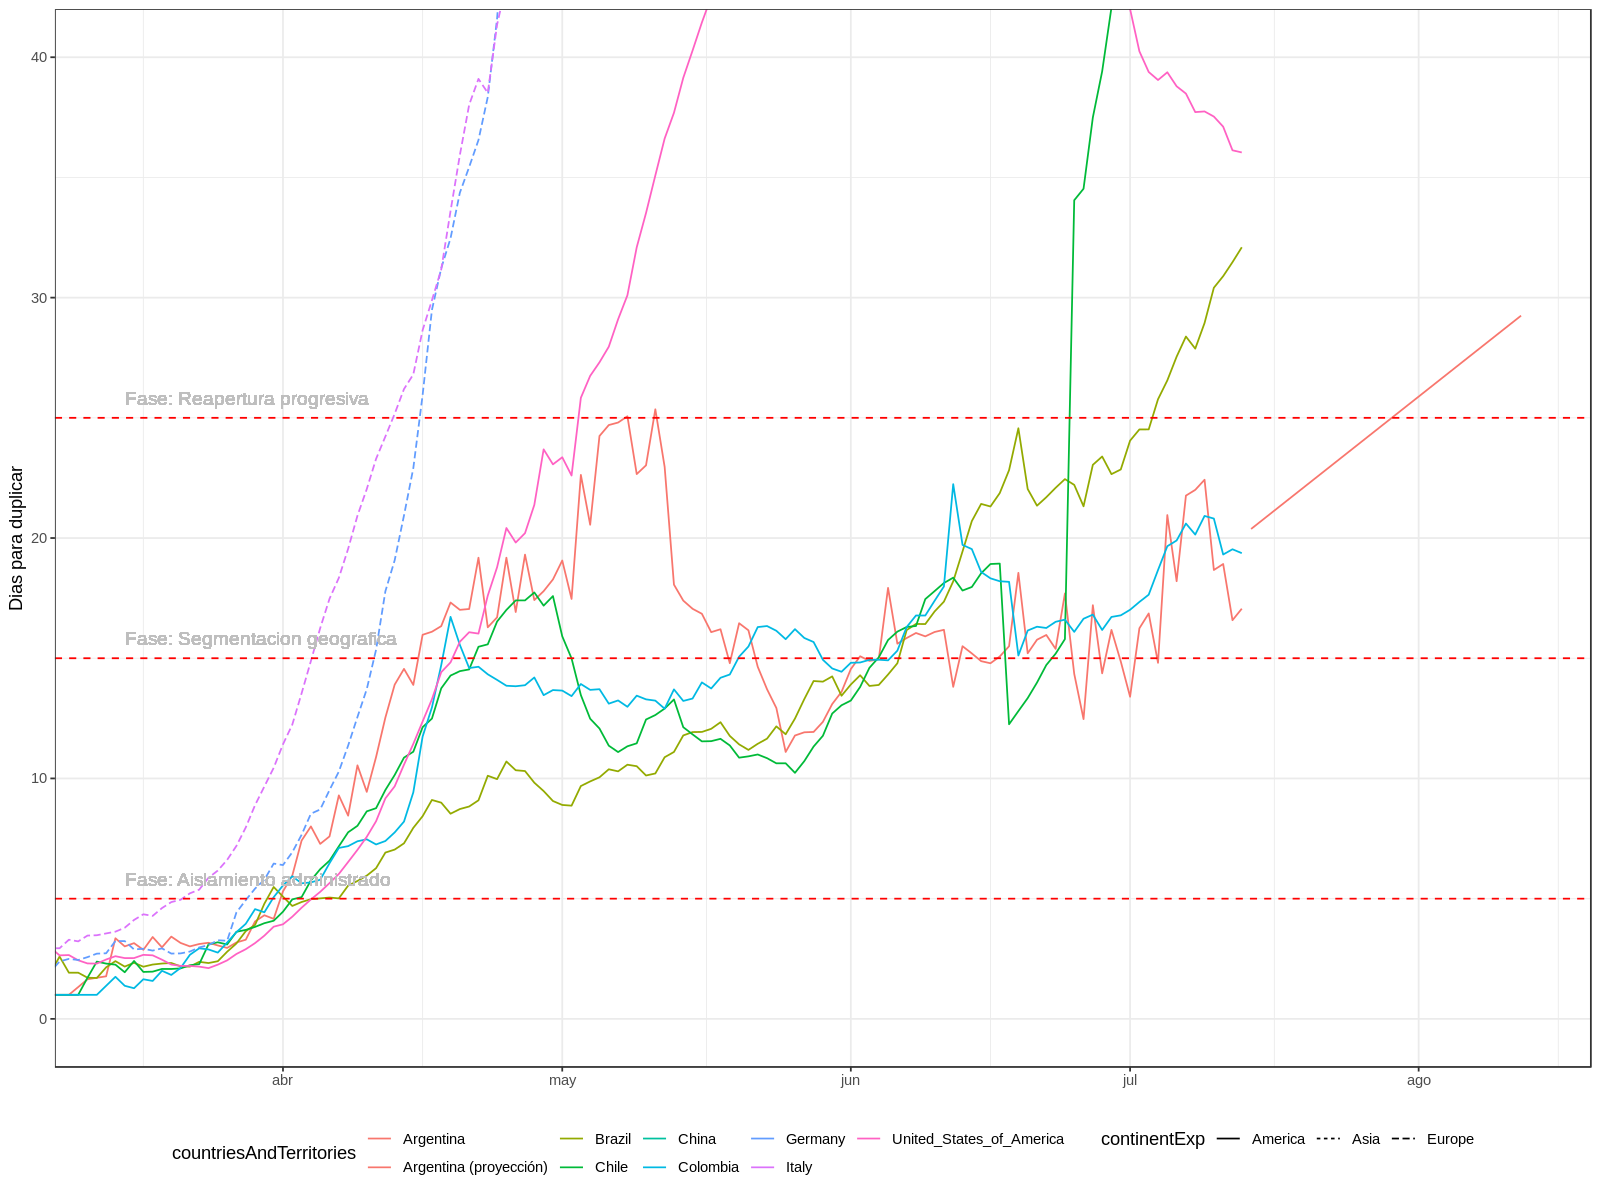 40
30
20
10
0
Dias para duplicar
Fase: Reapertura progresiva
Fase: Segmentacion geografica
Fase: Aislamiento administrado
abr may jun jul ago
countriesAndTerritories
Argentina Brazil China Germany United_States_of_America
Argentina (proyección) Chile Colombia Italy
continentExp America Asia Europe